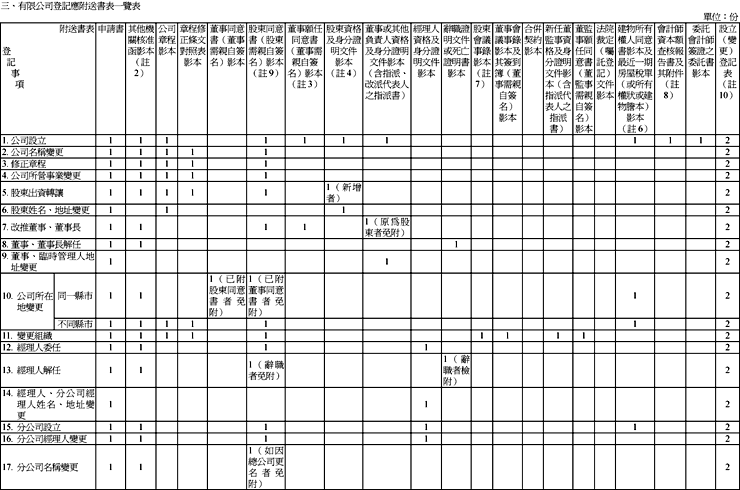 三、有限公司登記應附送書表一覽表
單位：份
附送書表
登記事項
申請書
其他機關核准函影本（註2）
公司章程影本
章程修正條文對照表影本
董事同意書（董事需親自簽名）影本
股東同意書（股東需親自簽名）影本（註9）
董事願任同意書（董事需親自簽名）影本（註3）
股東資格及身分證明文件影本（註4）
董事或其他負責人資格及身分證明文件影本（含指派、改派代表人之指派書）
經理人資格及身分證明文件影本
辭職證明文件或死亡證明書影本
股東會議事錄影本（註7）
董事會議事錄影本及其簽到簿（董事需親自簽名）影本
合併契約影本
新任董監事資格及身分證明文件影本（含指派代表人之指派書）
董監事願任同意書（董監事需親自簽名）影本
法院裁定（囑託登記）文件影本
建物所有權人同意書影本及最近一期房屋稅單（或所有權狀或建物謄本）影本（註6）
會計師資本額查核報告書及其附件（註8）
委託會計師簽證之委託書影本
設立（變更）登記表（註10）
1. 公司設立 1 1 1 1 1 1 1 1 1 1 2
2. 公司名稱變更 1 1 1 1 1 2
3. 修正章程 1 1 1 1 1 2
4. 公司所營事業變更 1 1 1 1 1 2
5. 股東出資轉讓 1 1 1 1 1 1（新增者） 2
6. 股東姓名、地址變更 1 1 1 2
7. 改推董事、董事長 1 1 1 1 1（原為股東者免附） 2
8. 董事、董事長解任 1 1 1 2
9. 董事、臨時管理人地址變更 1 1 2
10. 公司所在地變更 同一縣市 1 1 1（已附股東同意書者免附） 1（已附董事同意書者免附） 1 2
不同縣市 1 1 1 1 1 1 2
11. 變更組織 1 1 1 1 1 1 1 1 1 2
12. 經理人委任 1 1 1 1 2
13. 經理人解任 1 1 1（辭職者免附） 1（辭職者檢附） 2
14. 經理人、分公司經理人姓名、地址變更 1 1 2
15. 分公司設立 1 1 1 1 1 2
16. 分公司經理人變更 1 1 1 1 2
17. 分公司名稱變更 1 1 1（如因總公司更名者免附） 2